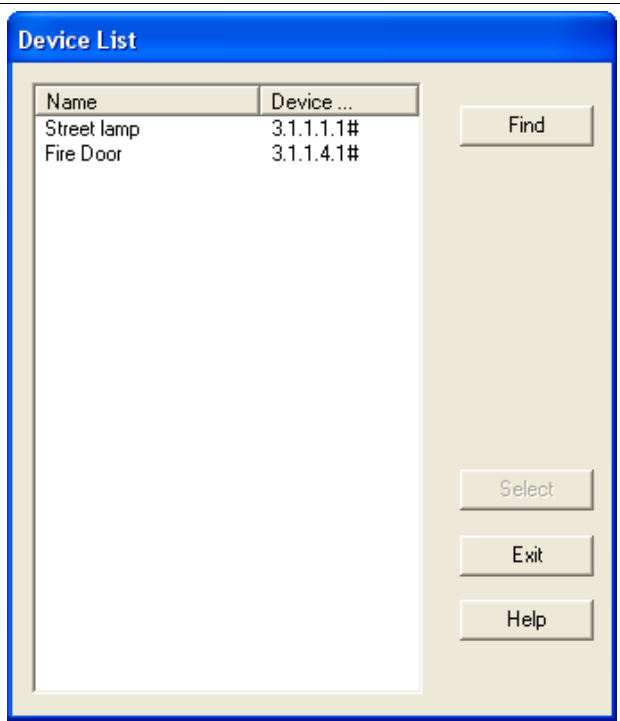 Device List
Name Device ...
Street lamp 3.1.1.1.1#
Fire Door 3.1.1.4.1#
Find
Select
Exit
Help